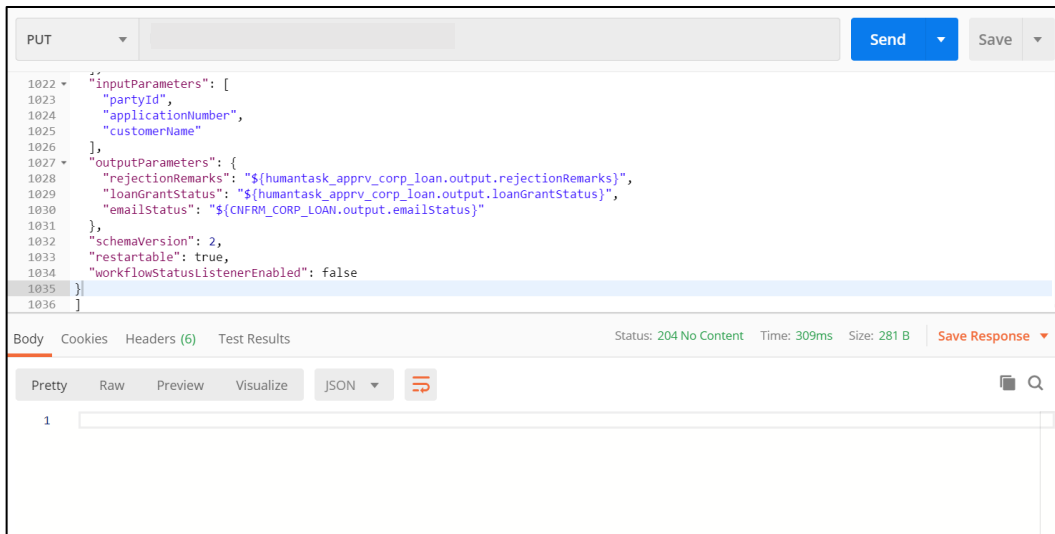 PUT Send Save
],
1022 "inputParameters": [
1023 "partyId",
1024 "applicationNumber",
1025 "customerName"
1026 ],
1027 "outputParameters": {
1028 "rejectionRemarks": "${humantask_apprv_corp_loan.output.rejectionRemarks}",
1029 "loanGrantStatus": "${humantask_apprv_corp_loan.output.loanGrantStatus}",
1030 "emailStatus": "${CNFRM_CORP_LOAN.output.emailStatus}"
1031 },
1032 "schemaVersion": 2,
1033 "restartable": true,
1034 "workflowStatusListenerEnabled": false
1035 }
1036 ]
Body Cookies Headers (6) Test Results Status: 204 No Content Time: 309ms Size: 281 B Save Response
Pretty Raw Preview Visualize JSON
1